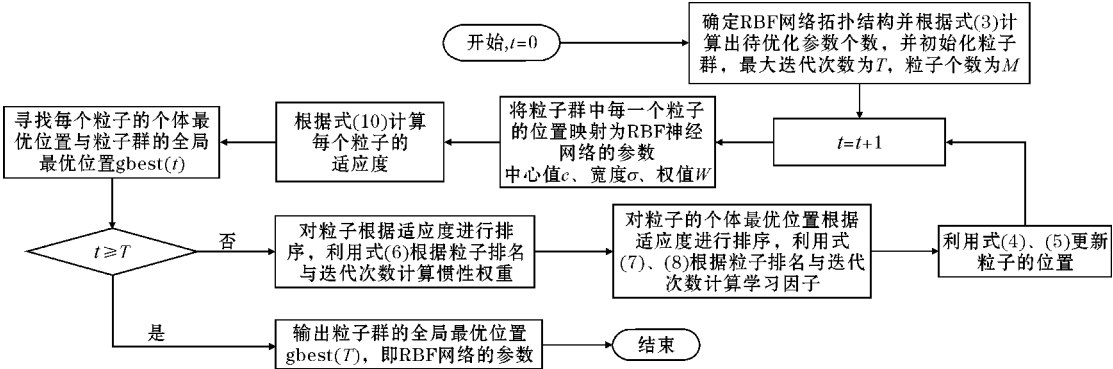 开始,t=0
确定RBF网络拓扑结构并根据式(3)计
算出待优化参数个数，并初始化粒子
群，最大迭代次数为T，粒子个数为M
t=t+1
将粒子群中每一个粒子
的位置映射为RBF神经
网络的参数
中心值c、宽度σ、权值W
根据式(10)计算
每个粒子的
适应度
寻找每个粒子的个体最
优位置与粒子群的全局
最优位置gbest(t)
t≥T
否
对粒子根据适应度进行排
序，利用式(6)根据粒子排名
与迭代次数计算惯性权重
对粒子的个体最优位置根据
适应度进行排序，利用式
(7)、(8)根据粒子排名与迭代
次数计算学习因子
利用式(4)、(5)更新
粒子的位置
是
输出粒子群的全局最优位置
gbest(T)，即RBF网络的参数
结束